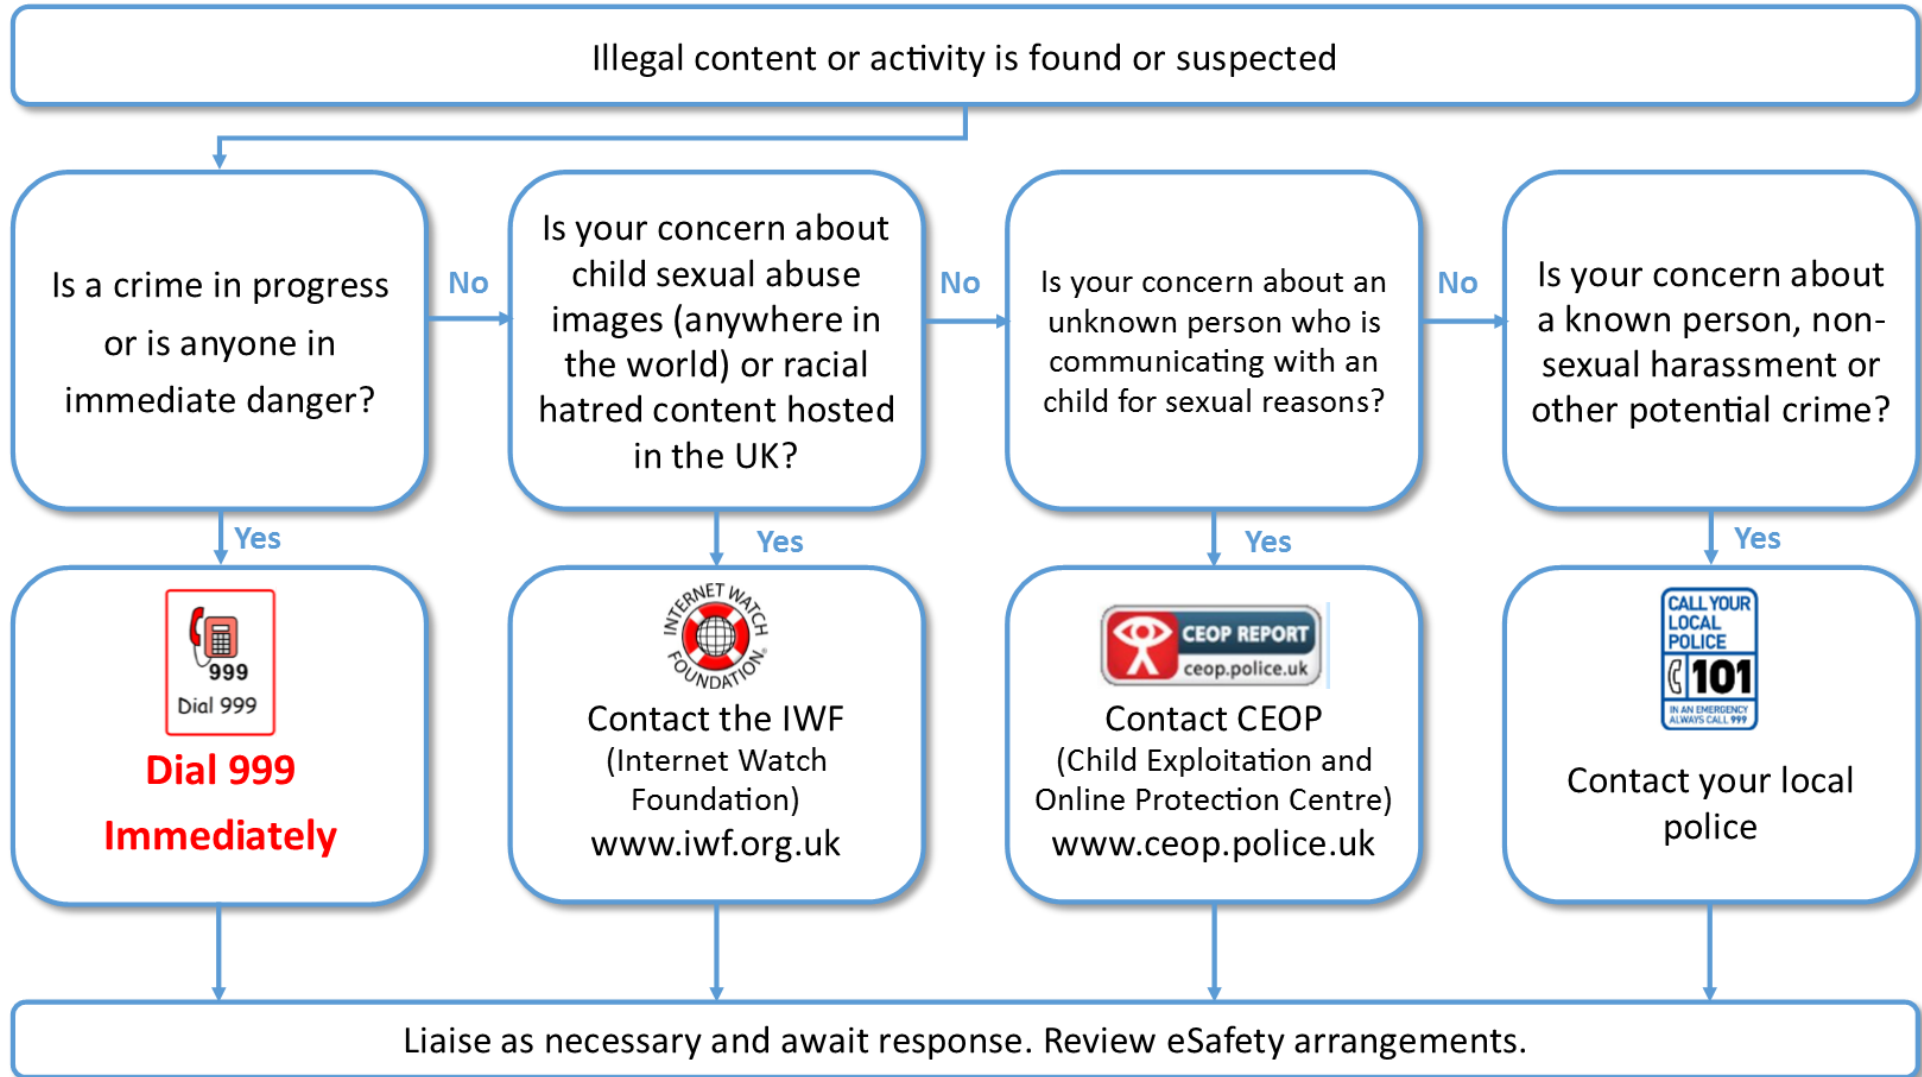 Illegal content or activity is found or suspected
Is a crime in progress
or is anyone in
immediate danger?
No
Is your concern about
child sexual abuse
images (anywhere in
the world) or racial
hatred content hosted
in the UK?
No
Is your concern about an
unknown person who is
communicating with an
child for sexual reasons?
No
Is your concern about
a known person, non-
sexual harassment or
other potential crime?
Yes
Yes
Yes
Yes
999
Dial 999
Dial 999
Immediately
INTERNET WATCH
FOUNDATION
Contact the IWF
(Internet Watch
Foundation)
www.iwf.org.uk
CEOP REPORT
ceop.police.uk
Contact CEOP
(Child Exploitation and
Online Protection Centre)
www.ceop.police.uk
CALL YOUR
LOCAL
POLICE
101
IN AN EMERGENCY
ALWAYS CALL 999
Contact your local
police
Liaise as necessary and await response. Review eSafety arrangements.